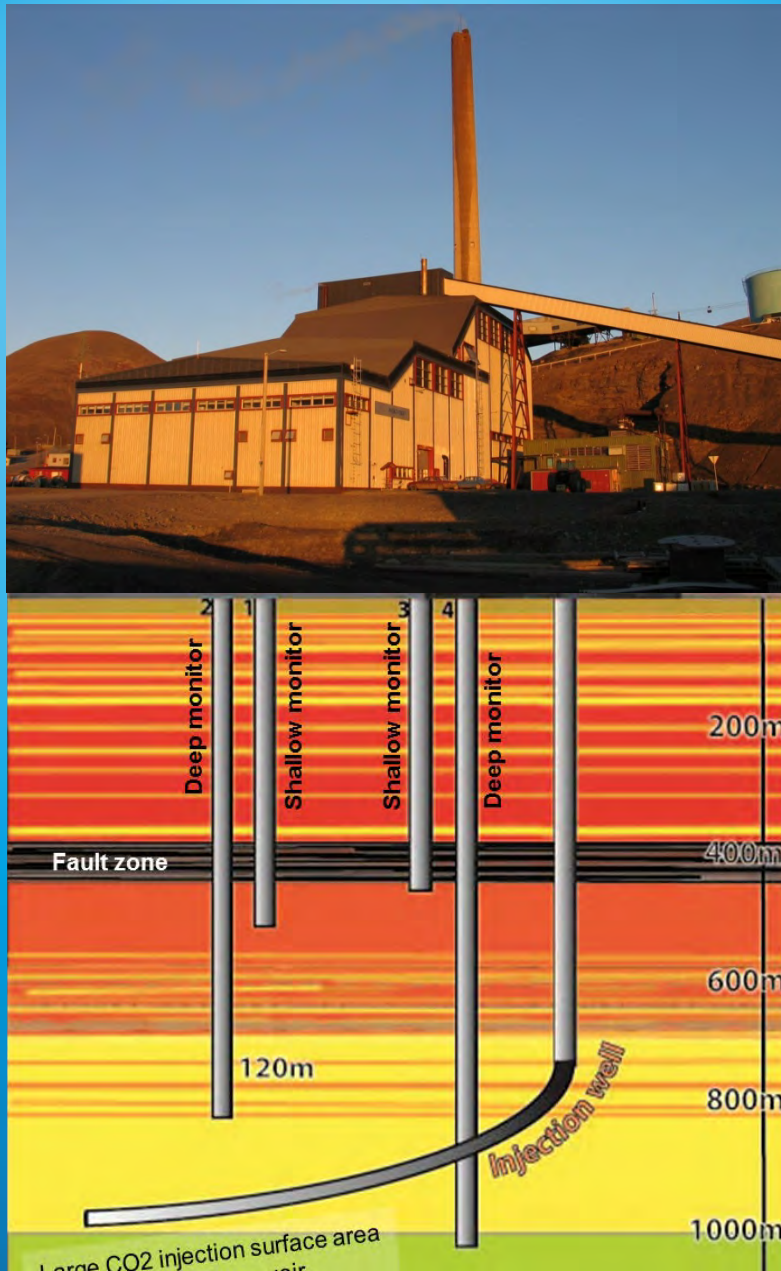 2
1
3
4
Deep monitor
Shallow monitor
Shallow monitor
Deep monitor
200m
Fault zone
400m
600m
120m
Injection well
800m
1000m
Large CO2 injection surface area